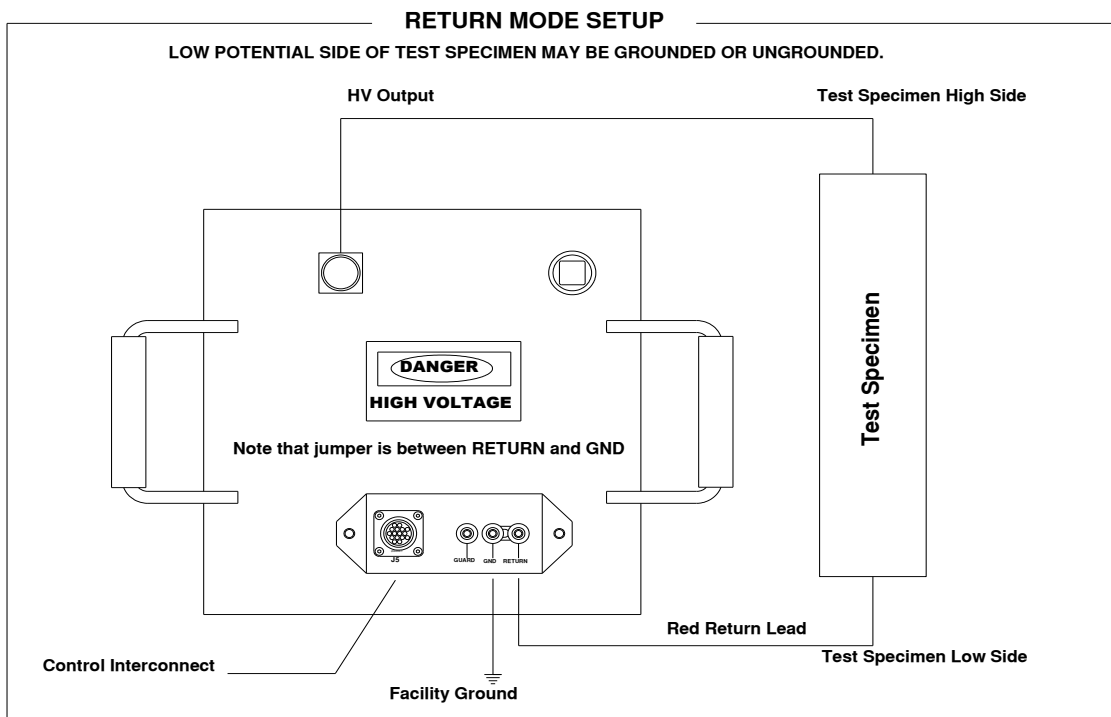 RETURN MODE SETUP
LOW POTENTIAL SIDE OF TEST SPECIMEN MAY BE GROUNDED OR UNGROUNDED.
HV Output
Test Specimen High Side
DANGER
HIGH VOLTAGE
Test Specimen
Note that jumper is between RETURN and GND
J5
GUARD GND RETURN
Red Return Lead
Control Interconnect
Test Specimen Low Side
Facility Ground